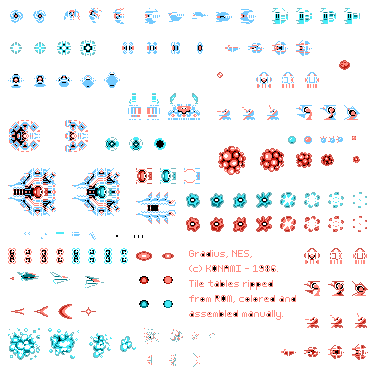 Gradius, NES,
(c) KONAMI - 1986.
Tile tables ripped
from ROM, colored and
assembled manually.